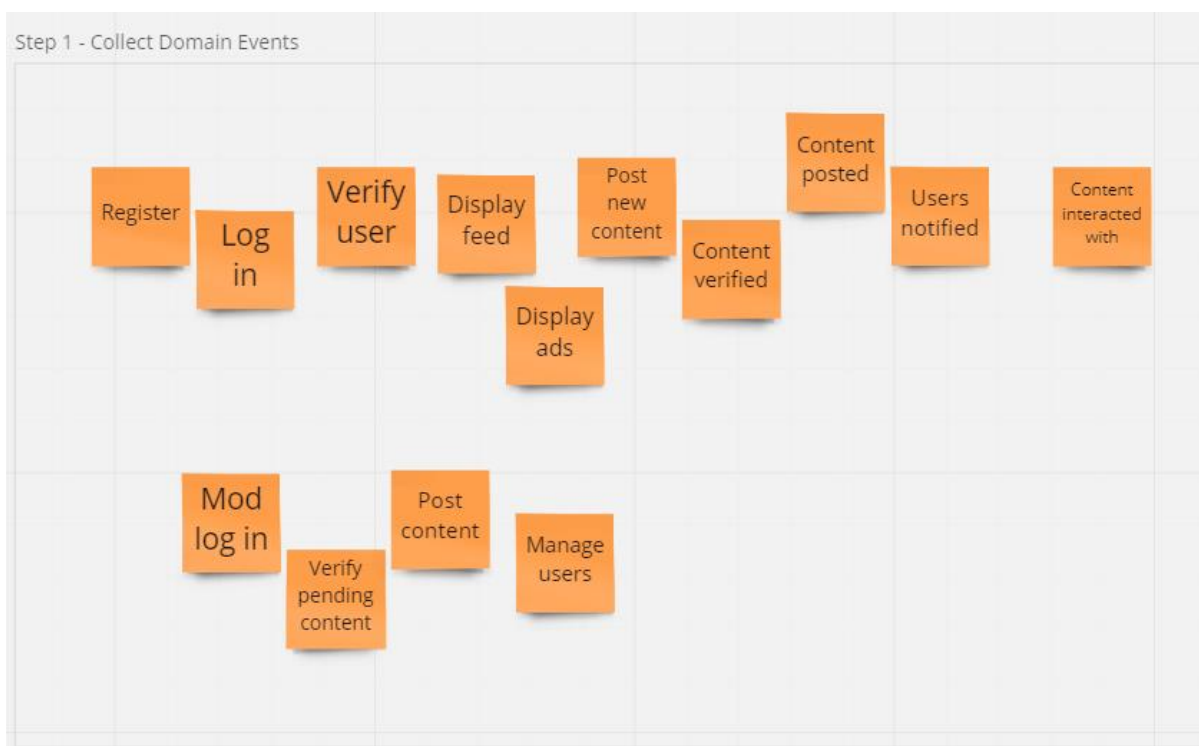 Step 1 - Collect Domain Events
Register
Log
in
Verify
user
Display
feed
Display
ads
Post
new
content
Content
verified
Content
posted
Users
notified
Content
interacted
with
Mod
log in
Verify
pending
content
Post
content
Manage
users